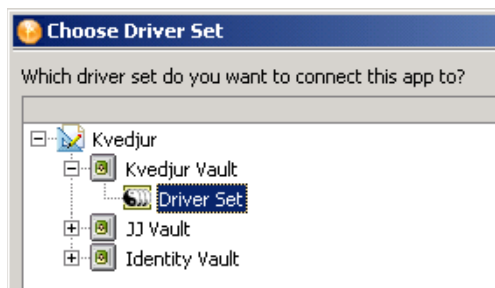 Choose Driver Set
Which driver set do you want to connect this app to?
Kvedjur
Kvedjur Vault
Driver Set
JJ Vault
Identity Vault